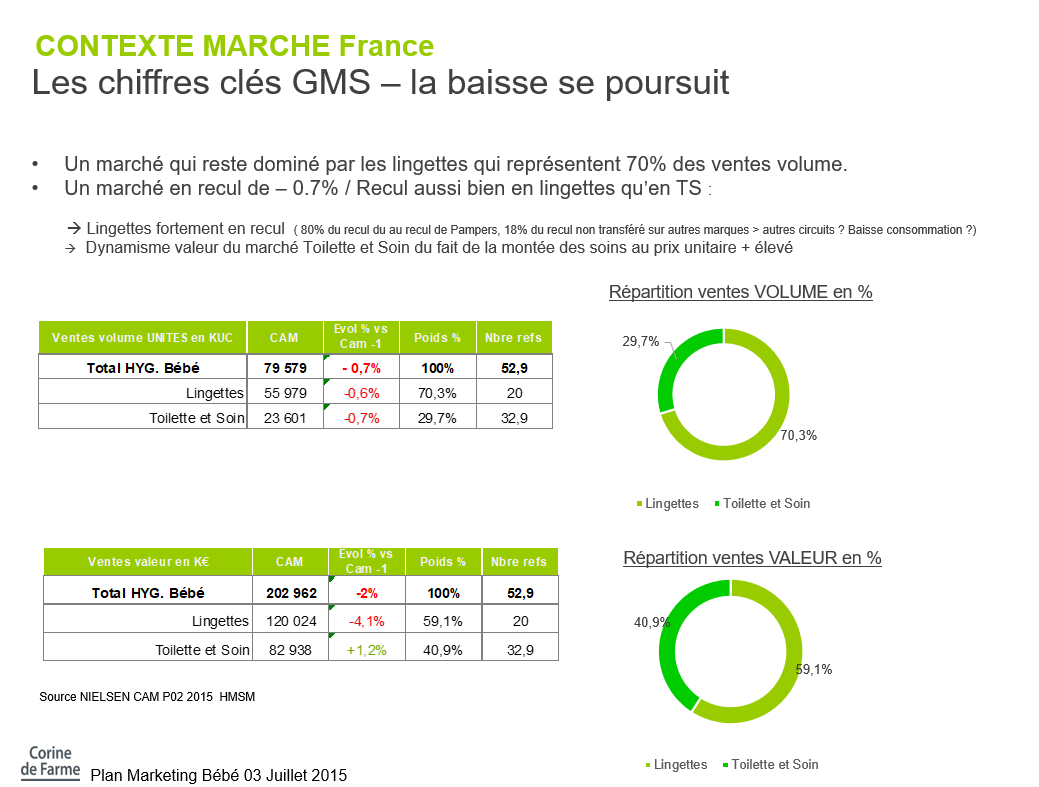 CONTEXTE MARCHE France
Les chiffres clés GMS – la baisse se poursuit
• Un marché qui reste dominé par les lingettes qui représentent 70% des ventes volume.
• Un marché en recul de – 0.7% / Recul aussi bien en lingettes qu'en TS :
→ Lingettes fortement en recul ( 80% du recul du au recul de Pampers, 18% du recul non transféré sur autres marques > autres circuits ? Baisse consommation ?)
→ Dynamisme valeur du marché Toilette et Soin du fait de la montée des soins au prix unitaire + élevé
Répartition ventes VOLUME en %
Ventes volume UNITES en KUC CAM Evol % vs Cam -1 Poids % Nbre refs
Total HYG. Bébé 79 579 - 0,7% 100% 52,9
Lingettes 55 979 -0,6% 70,3% 20
Toilette et Soin 23 601 -0,7% 29,7% 32,9
29,7%
70,3%
Lingettes Toilette et Soin
Ventes valeur en K€ CAM Evol % vs Cam -1 Poids % Nbre refs
Total HYG. Bébé 202 962 -2% 100% 52,9
Lingettes 120 024 -4,1% 59,1% 20
Toilette et Soin 82 938 +1,2% 40,9% 32,9
Répartition ventes VALEUR en %
40,9%
59,1%
Lingettes Toilette et Soin
Source NIELSEN CAM P02 2015 HMSM
Corine
de Farme
Plan Marketing Bébé 03 Juillet 2015